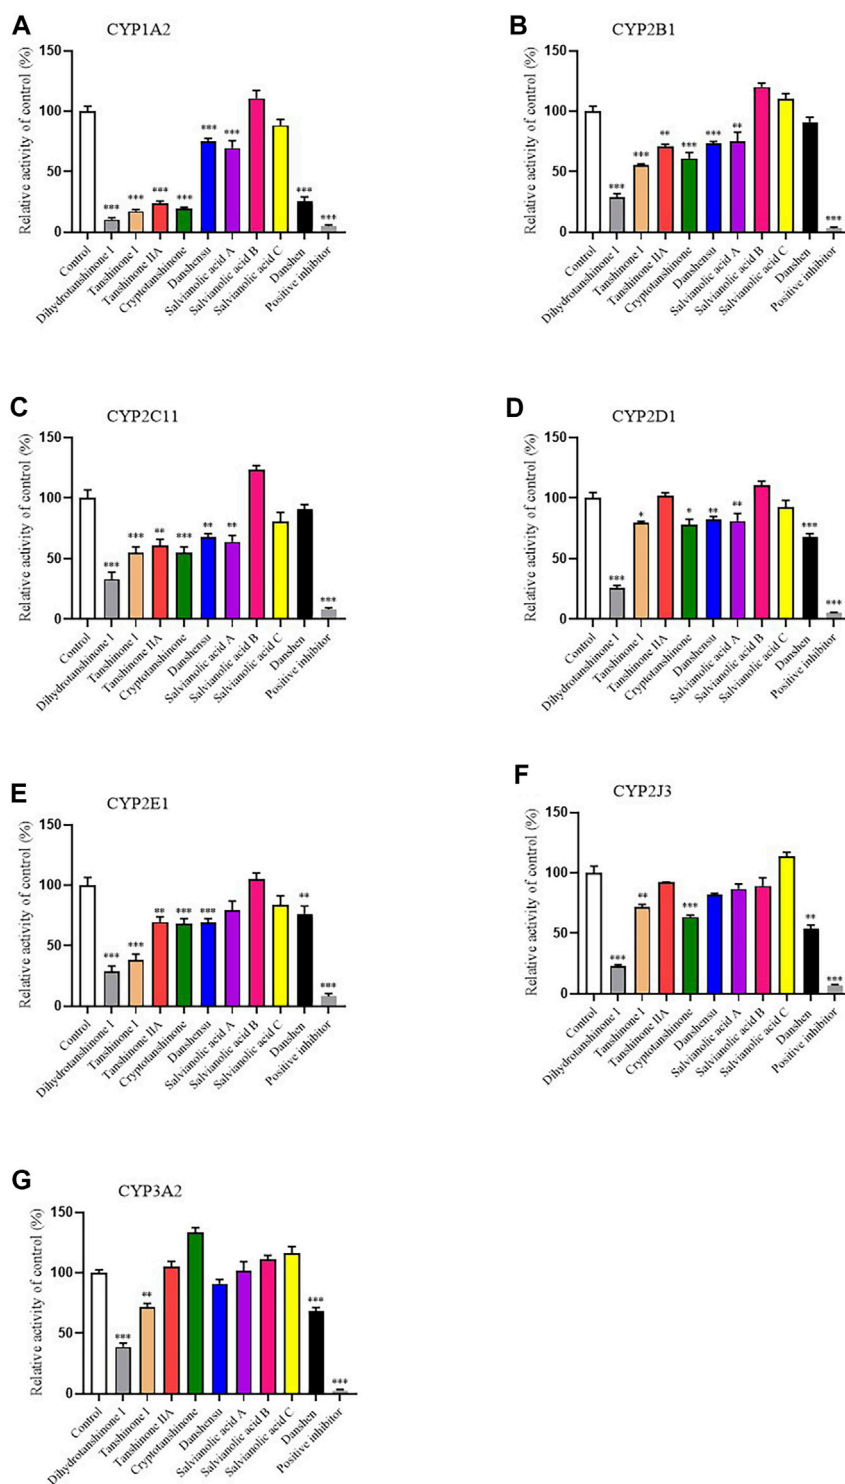 A
CYP1A2
Relative activity of control (%)
150
100
50
0
***
***
***
***
***
***
***
***
Control
Dihydrotanshinone I
Tanshinone I
Tanshinone IIA
Cryptotanshinone
Danshensu
Salvianolic acid A
Salvianolic acid B
Salvianolic acid C
Danshen
Positive inhibitor
B
CYP2B1
Relative activity of control (%)
150
100
50
0
***
***
**
***
***
**
***
Control
Dihydrotanshinone I
Tanshinone I
Tanshinone IIA
Cryptotanshinone
Danshensu
Salvianolic acid A
Salvianolic acid B
Salvianolic acid C
Danshen
Positive inhibitor
C
CYP2C11
Relative activity of control (%)
150
100
50
0
***
***
**
***
**
**
***
Control
Dihydrotanshinone I
Tanshinone I
Tanshinone IIA
Cryptotanshinone
Danshensu
Salvianolic acid A
Salvianolic acid B
Salvianolic acid C
Danshen
Positive inhibitor
D
CYP2D1
Relative activity of control (%)
150
100
50
0
***
*
*
**
**
***
***
Control
Dihydrotanshinone I
Tanshinone I
Tanshinone IIA
Cryptotanshinone
Danshensu
Salvianolic acid A
Salvianolic acid B
Salvianolic acid C
Danshen
Positive inhibitor
E
CYP2E1
Relative activity of control (%)
150
100
50
0
***
***
**
***
***
**
***
Control
Dihydrotanshinone I
Tanshinone I
Tanshinone IIA
Cryptotanshinone
Danshensu
Salvianolic acid A
Salvianolic acid B
Salvianolic acid C
Danshen
Positive inhibitor
F
CYP2J3
Relative activity of control (%)
150
100
50
0
***
**
***
**
***
Control
Dihydrotanshinone I
Tanshinone I
Tanshinone IIA
Cryptotanshinone
Danshensu
Salvianolic acid A
Salvianolic acid B
Salvianolic acid C
Danshen
Positive inhibitor
G
CYP3A2
Relative activity of control (%)
150
100
50
0
***
**
***
***
Control
Dihydrotanshinone I
Tanshinone I
Tanshinone IIA
Cryptotanshinone
Danshensu
Salvianolic acid A
Salvianolic acid B
Salvianolic acid C
Danshen
Positive inhibitor